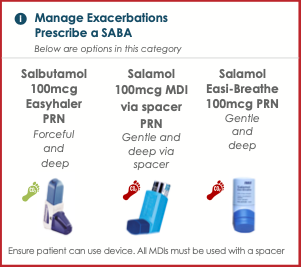 1 Manage Exacerbations
Prescribe a SABA
Below are options in this category
Salbutamol
100mcg
Easyhaler
PRN
Forceful
and
deep
Salamol
100mcg MDI
via spacer
PRN
Gentle and
deep via
spacer
Salamol
Easi-Breathe
100mcg PRN
Gentle
and
deep
Ensure patient can use device. All MDIs must be used with a spacer